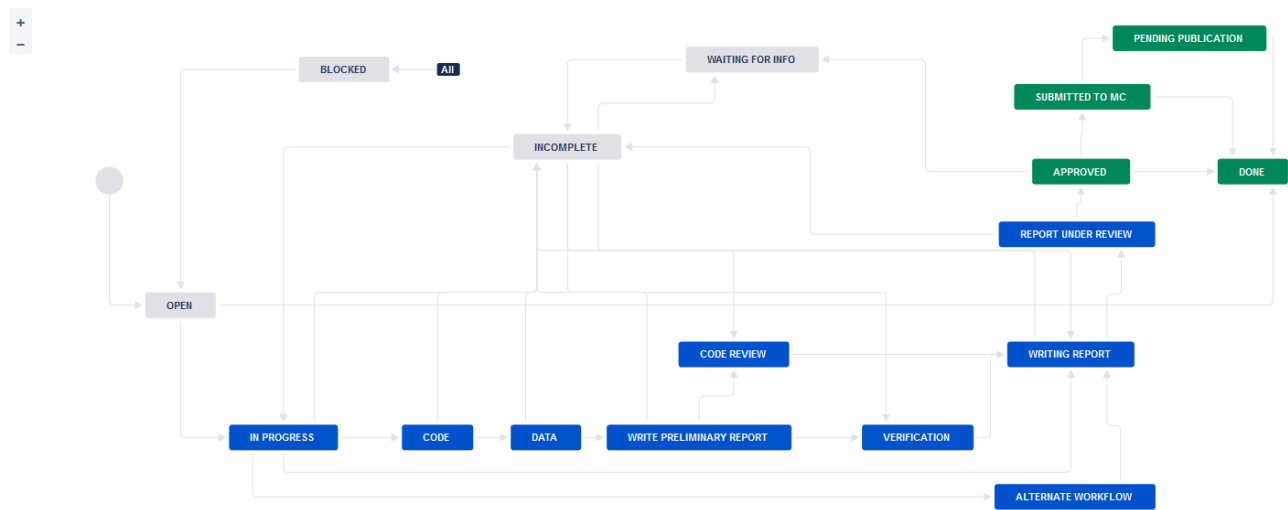 +
−
PENDING PUBLICATION
BLOCKED
All
WAITING FOR INFO
SUBMITTED TO MC
INCOMPLETE
APPROVED
DONE
REPORT UNDER REVIEW
OPEN
CODE REVIEW
WRITING REPORT
IN PROGRESS
CODE
DATA
WRITE PRELIMINARY REPORT
VERIFICATION
ALTERNATE WORKFLOW